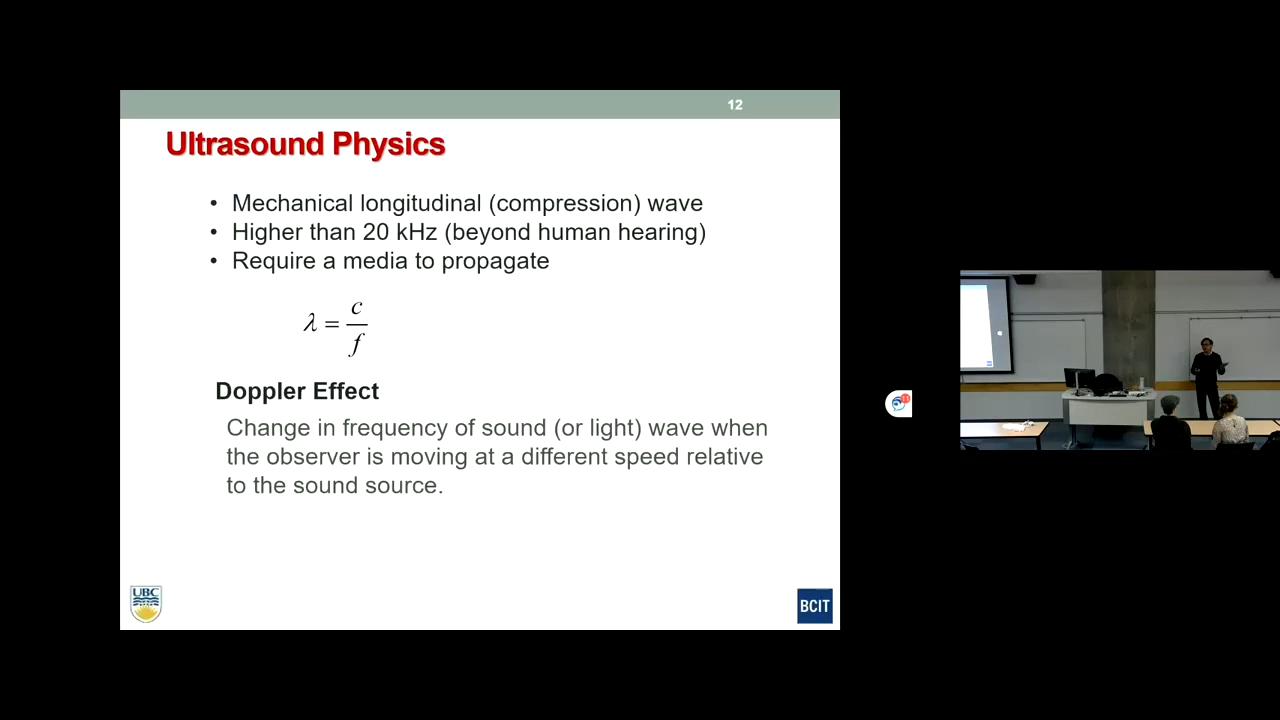 12
Ultrasound Physics
• Mechanical longitudinal (compression) wave
• Higher than 20 kHz (beyond human hearing)
• Require a media to propagate
λ = c/f
Doppler Effect
Change in frequency of sound (or light) wave when
the observer is moving at a different speed relative
to the sound source.
UBC
BCIT